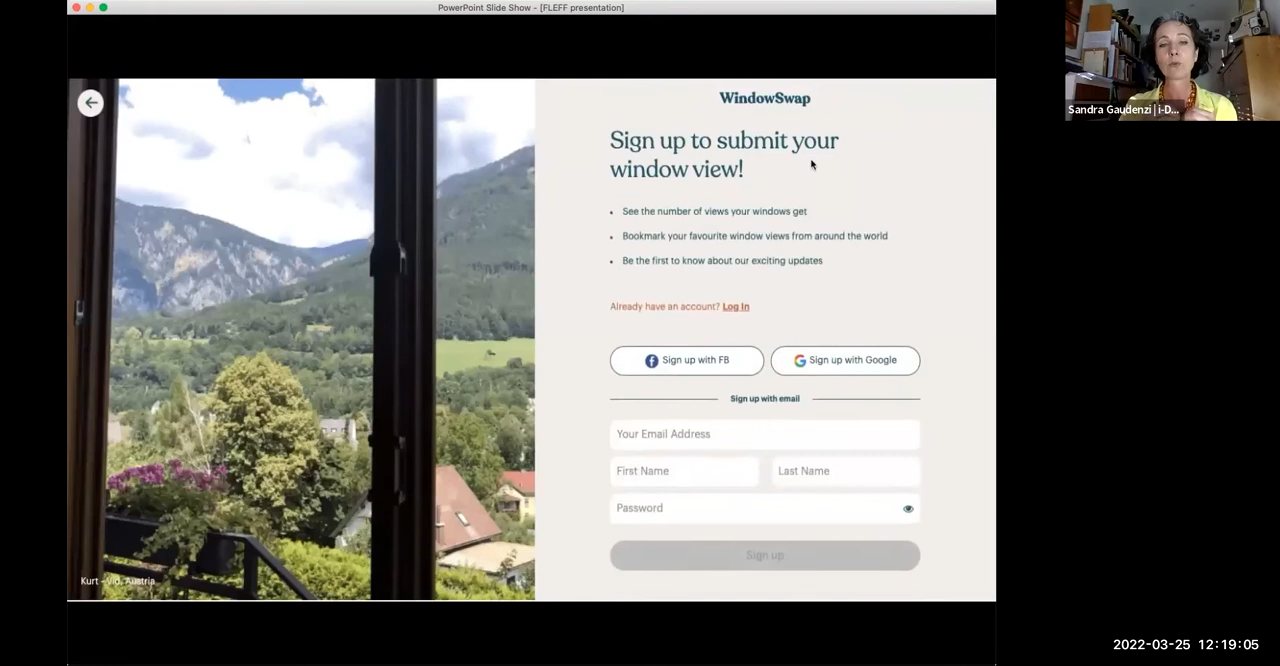 PowerPoint Slide Show - [FLEFF presentation]
Sandra Gaudenzi | i-D...
WindowSwap
Sign up to submit your
window view!
See the number of views your windows get
Bookmark your favourite window views from around the world
Be the first to know about our exciting updates
Already have an account? Log In
Sign up with FB
Sign up with Google
Sign up with email
Your Email Address
First Name
Last Name
Password
Sign up
Kurt - Vid, Austria
2022-03-25 12:19:05